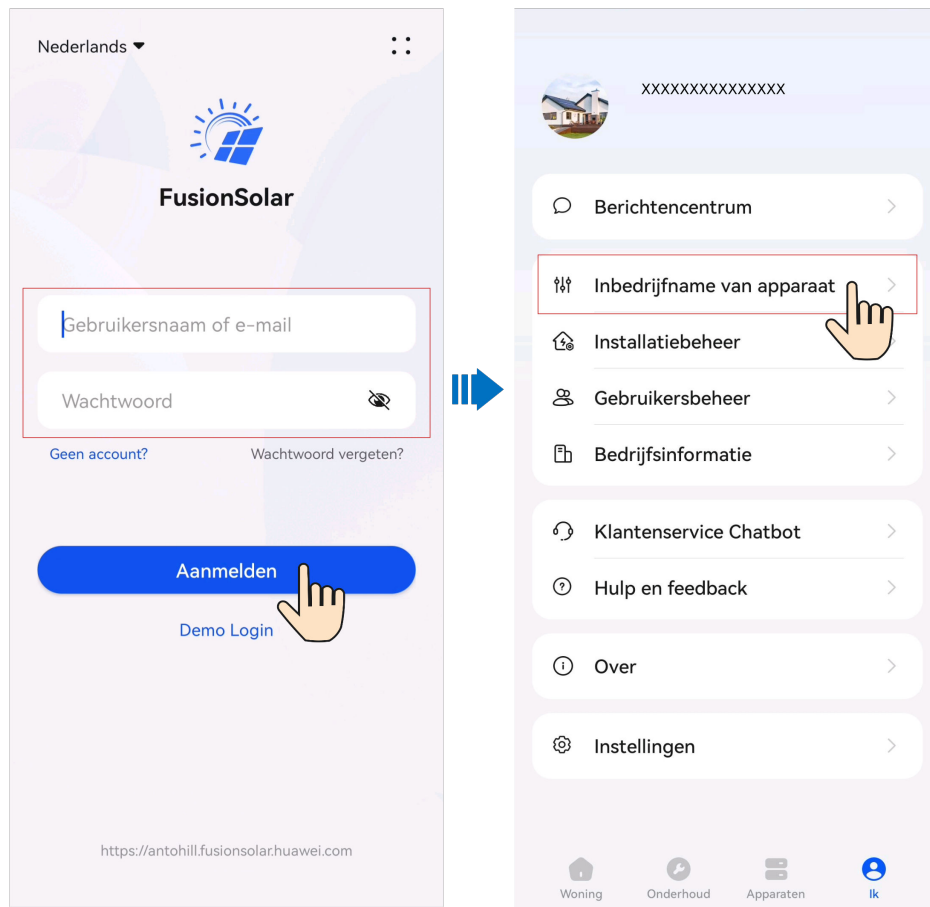 Nederlands
FusionSolar
Gebruikersnaam of e-mail
Wachtwoord
Geen account?
Wachtwoord vergeten?
Aanmelden
Demo Login
https://antohill.fusionsolar.huawei.com
XXXXXXXXXXXXXXX
Berichtencentrum
Inbedrijfname van apparaat
Installatiebeheer
Gebruikersbeheer
Bedrijfsinformatie
Klantenservice Chatbot
Hulp en feedback
Over
Instellingen
Woning
Onderhoud
Apparaten
Ik